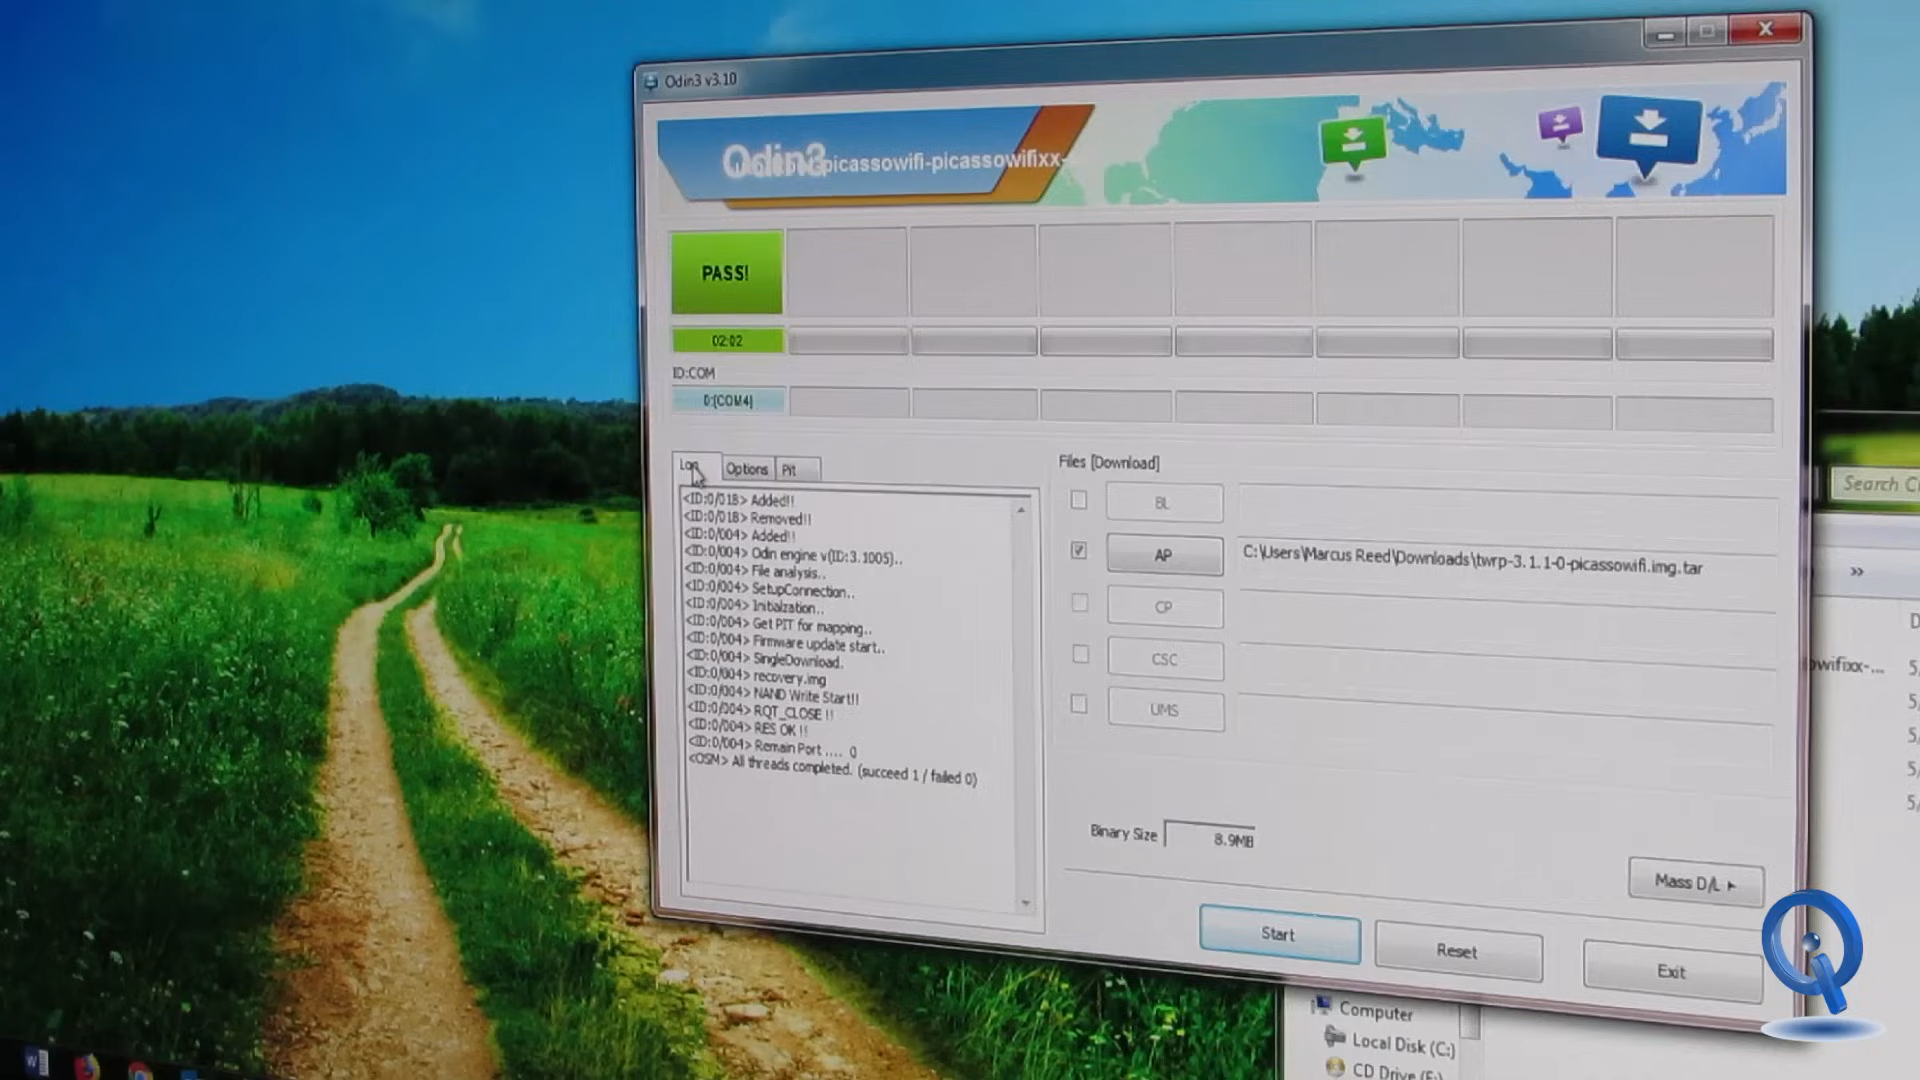 Odin3 v3.10
Odin3
picassowifi-picassowifixx-
PASS!
02:02
ID:COM
0:[COM4]
Log
Options
Pit
<ID:0/018> Added!!
<ID:0/018> Removed!!
<ID:0/004> Added!!
<ID:0/004> Odin engine v(ID:3.1005)..
<ID:0/004> File analysis..
<ID:0/004> SetupConnection..
<ID:0/004> Initialzation..
<ID:0/004> Get PIT for mapping..
<ID:0/004> Firmware update start..
<ID:0/004> SingleDownload.
<ID:0/004> recovery.img
<ID:0/004> NAND Write Start!!
<ID:0/004> RQT_CLOSE !!
<ID:0/004> RES OK !!
<ID:0/004> Remain Port .... 0
<OSM> All threads completed. (succeed 1 / failed 0)
Files [Download]
BL
AP C:\Users\Marcus Reed\Downloads\twrp-3.1.1-0-picassowifi.img.tar
CP
CSC
UMS
Binary Size 8.9MB
Mass D/L
Start
Reset
Exit
Search C
»
owifixx-...
Computer
Local Disk (C:)
CD Drive